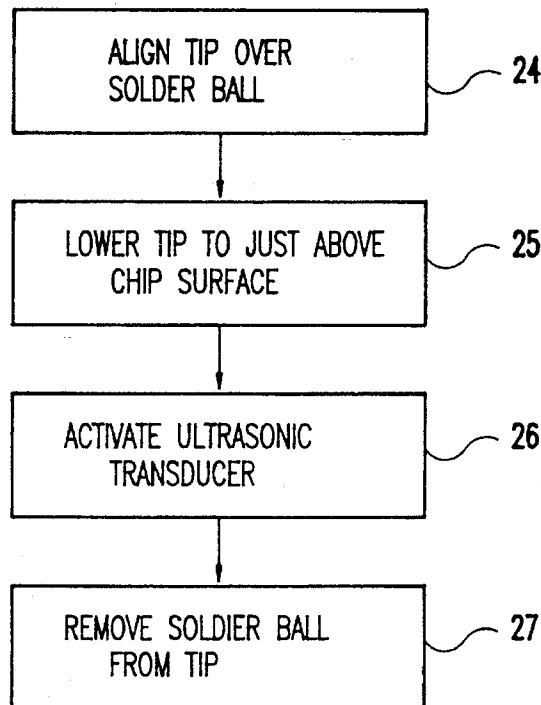 ALIGN TIP OVER
SOLDER BALL
24
LOWER TIP TO JUST ABOVE
CHIP SURFACE
25
ACTIVATE ULTRASONIC
TRANSDUCER
26
REMOVE SOLDIER BALL
FROM TIP
27